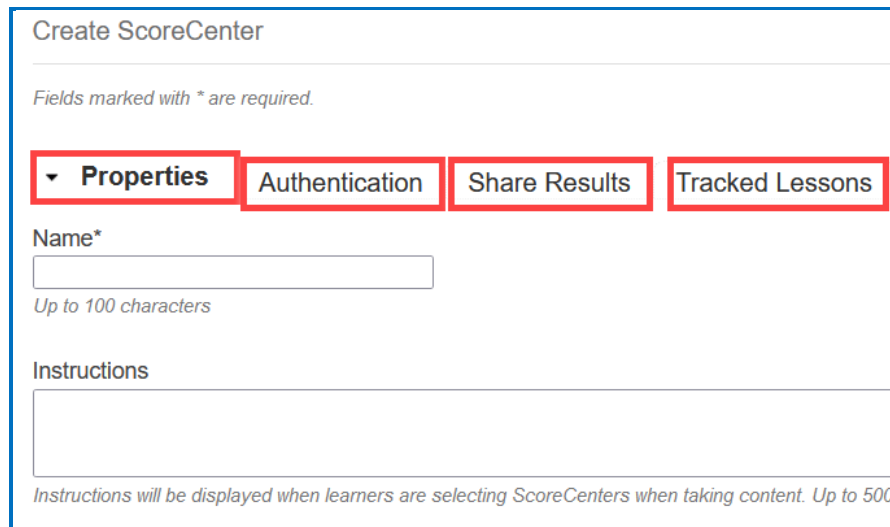 Create ScoreCenter
Fields marked with * are required.
Properties Authentication Share Results Tracked Lessons
Name*
Up to 100 characters
Instructions
Instructions will be displayed when learners are selecting ScoreCenters when taking content. Up to 500